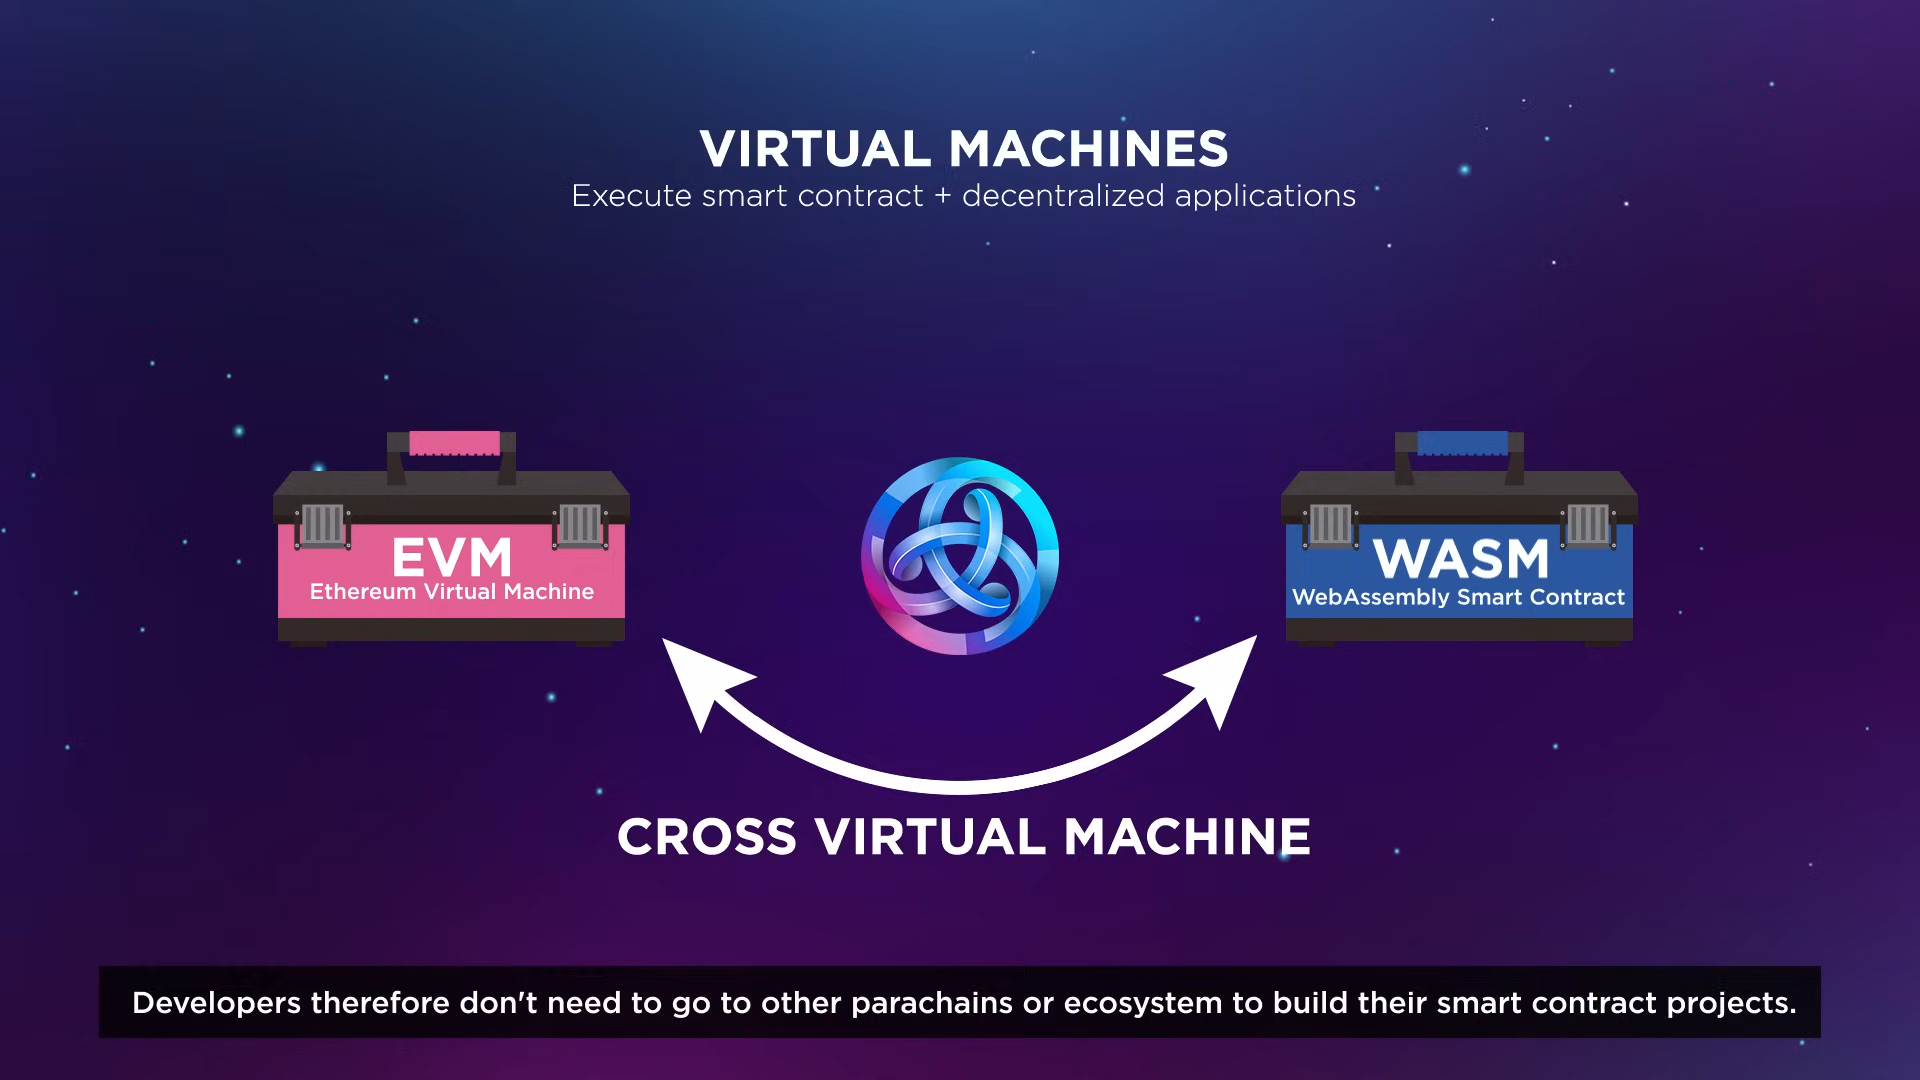 VIRTUAL MACHINES
Execute smart contract + decentralized applications
EVM
Ethereum Virtual Machine
WASM
WebAssembly Smart Contract
CROSS VIRTUAL MACHINE
Developers therefore don't need to go to other parachains or ecosystem to build their smart contract projects.